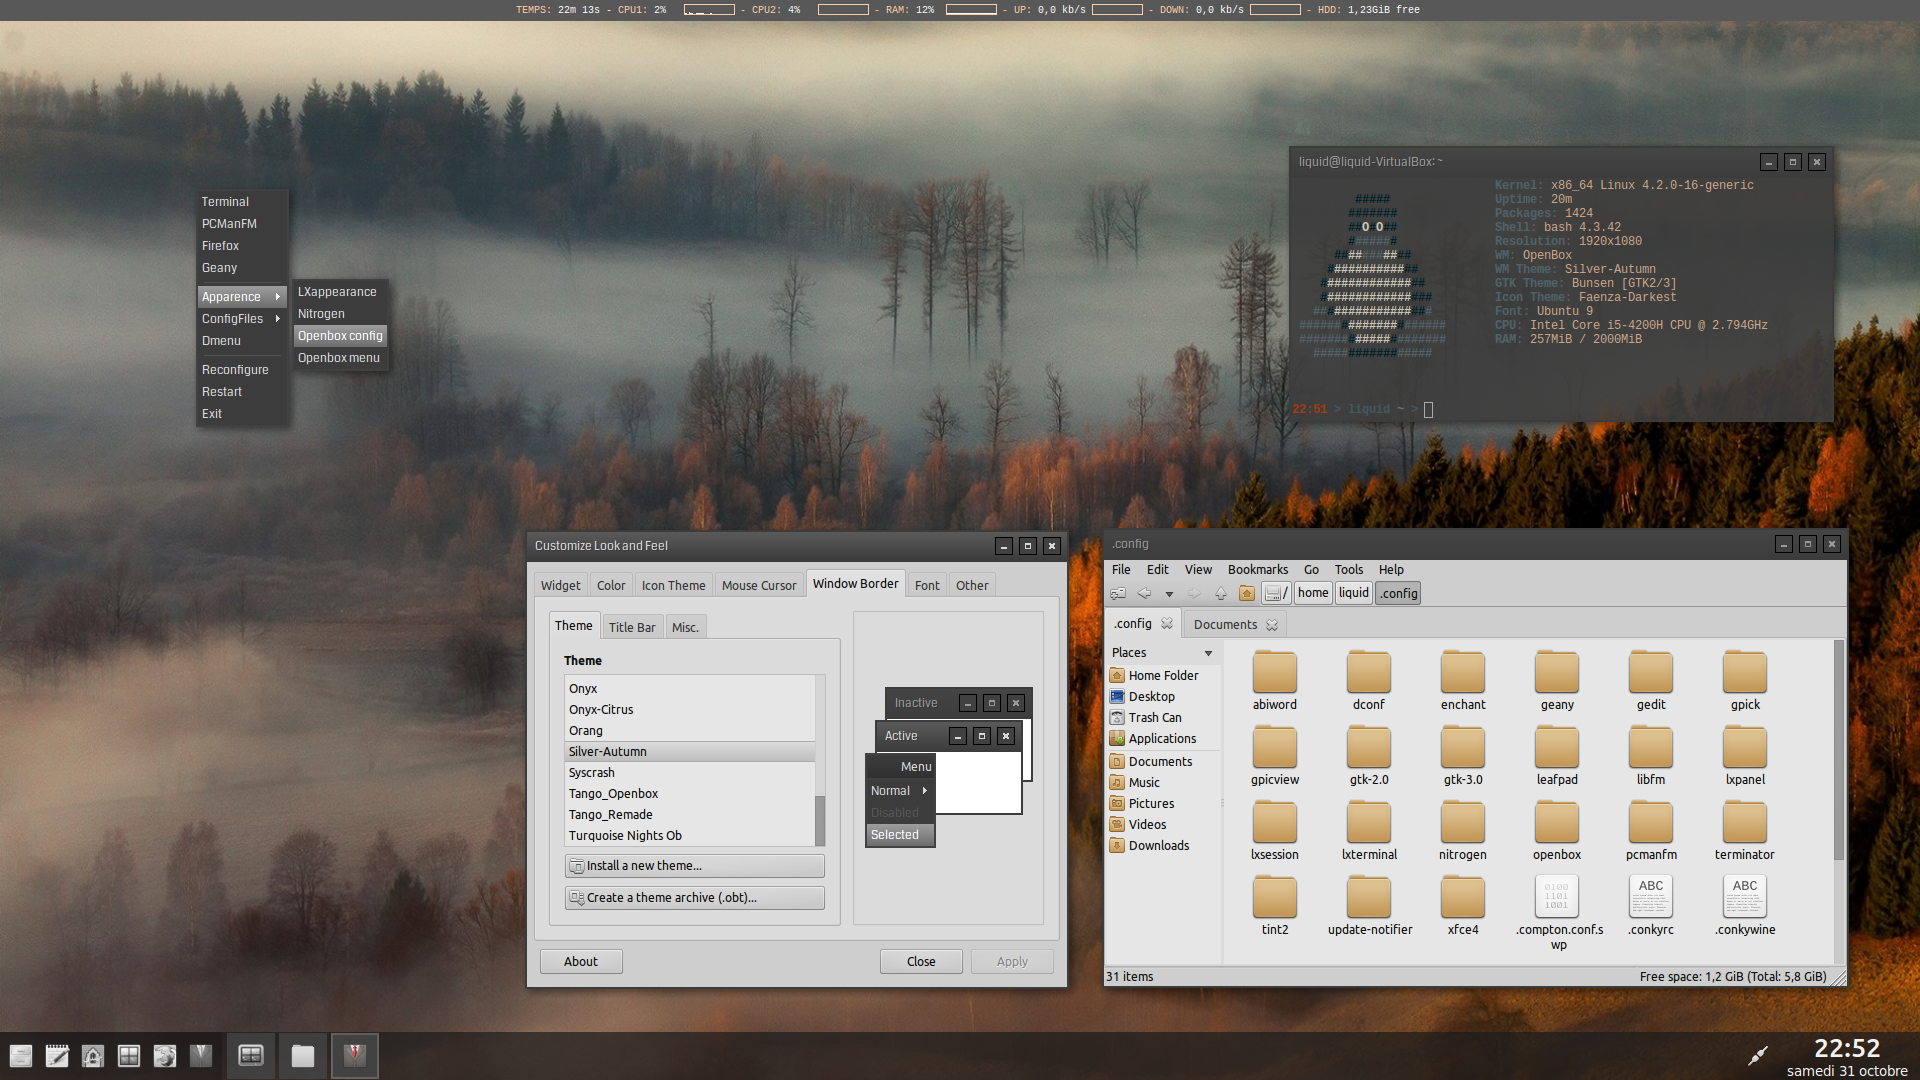 TEMPS: 22m 13s - CPU1: 2% - CPU2: 4% - RAM: 12% - UP: 0,0 kb/s - DOWN: 0,0 kb/s - HDD: 1,23GiB free
Terminal
PCManFM
Firefox
Geany
Apparence
ConfigFiles
Dmenu
Reconfigure
Restart
Exit
LXappearance
Nitrogen
Openbox config
Openbox menu
liquid@liquid-VirtualBox: ~
Kernel: x86_64 Linux 4.2.0-16-generic
Uptime: 20m
Packages: 1424
Shell: bash 4.3.42
Resolution: 1920x1080
WM: OpenBox
WM Theme: Silver-Autumn
GTK Theme: Bunsen [GTK2/3]
Icon Theme: Faenza-Darkest
Font: Ubuntu 9
CPU: Intel Core i5-4200H CPU @ 2.794GHz
RAM: 257MiB / 2000MiB
22:51 > liquid ~ >
Customize Look and Feel
Widget Color Icon Theme Mouse Cursor Window Border Font Other
Theme Title Bar Misc.
Theme
Onyx
Onyx-Citrus
Orang
Silver-Autumn
Syscrash
Tango_Openbox
Tango_Remade
Turquoise Nights Ob
Install a new theme...
Create a theme archive (.obt)...
Inactive
Active
Menu
Normal
Disabled
Selected
About Close Apply
.config
File Edit View Bookmarks Go Tools Help
/ home liquid .config
.config Documents
Places
Home Folder
Desktop
Trash Can
Applications
Documents
Music
Pictures
Videos
Downloads
abiword dconf enchant geany gedit gpick
gpicview gtk-2.0 gtk-3.0 leafpad libfm lxpanel
lxsession lxterminal nitrogen openbox pcmanfm terminator
0100
1101
1001
ABC ABC
tint2 update-notifier xfce4 .compton.conf.s .conkyrc .conkywine
wp
31 items Free space: 1,2 GiB (Total: 5,8 GiB)
22:52
samedi 31 octobre